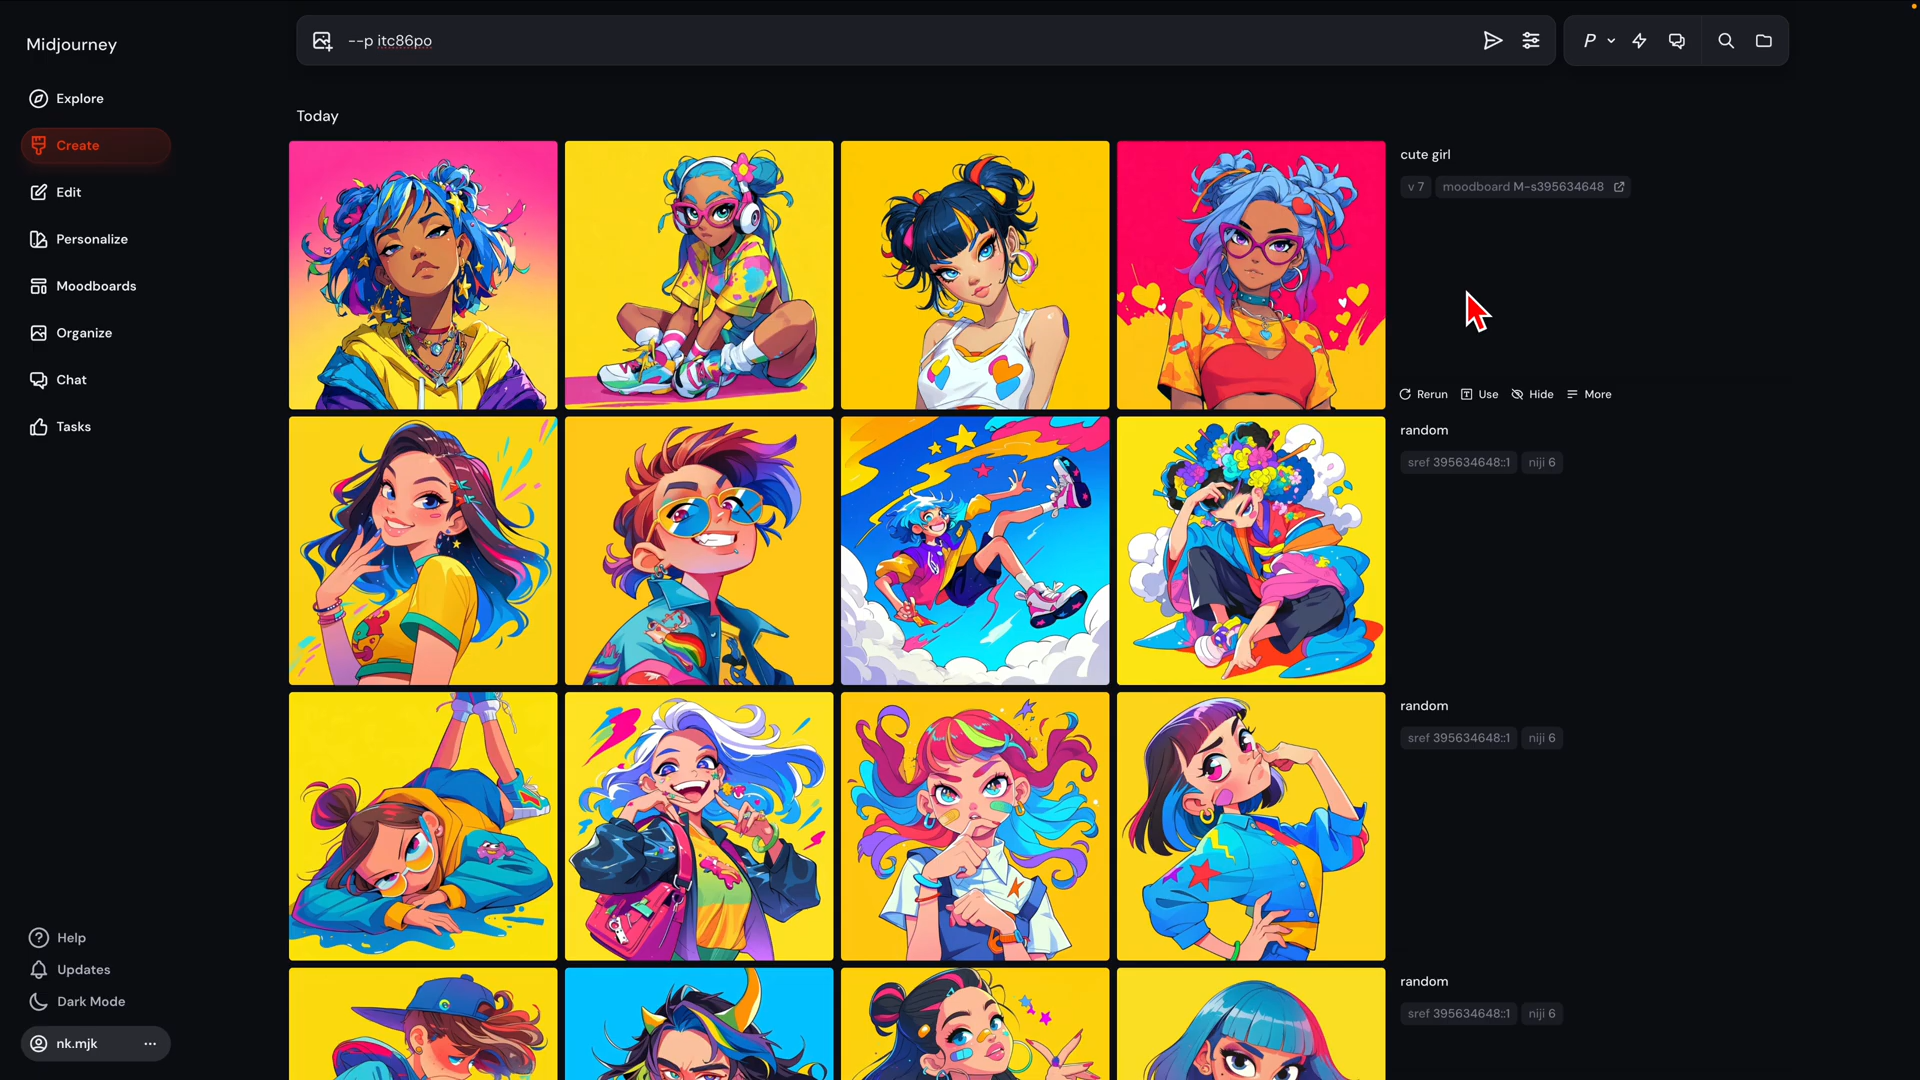 Midjourney
--p itc86po
P
Explore
Create
Edit
Personalize
Moodboards
Organize
Chat
Tasks
Today
cute girl
v 7
moodboard M-s395634648
Rerun
Use
Hide
More
random
sref 395634648::1
niji 6
random
sref 395634648::1
niji 6
random
sref 395634648::1
niji 6
Help
Updates
Dark Mode
nk.mjk